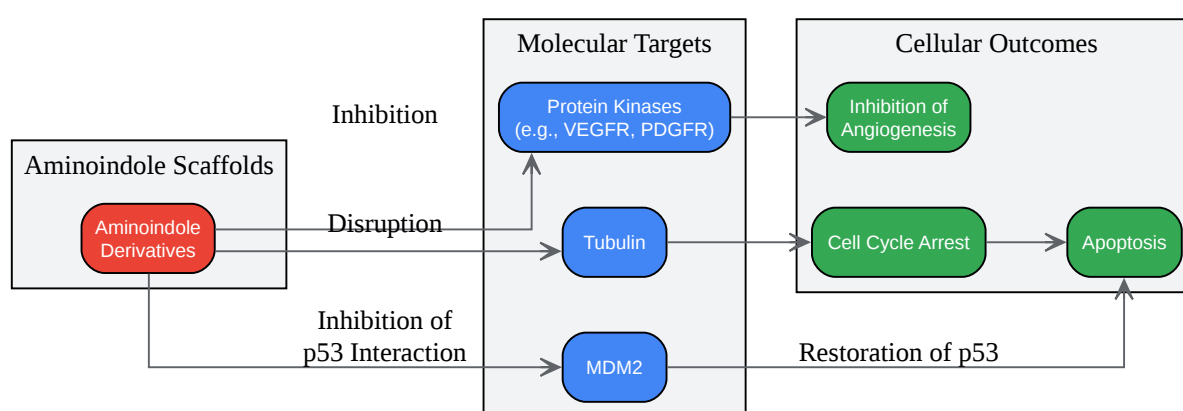 Molecular Targets
Cellular Outcomes
Inhibition
Protein Kinases
(e.g., VEGFR, PDGFR)
Inhibition of
Angiogenesis
Aminoindole Scaffolds
Aminoindole
Derivatives
Disruption
Tubulin
Cell Cycle Arrest
Apoptosis
Inhibition of
p53 Interaction
MDM2
Restoration of p53